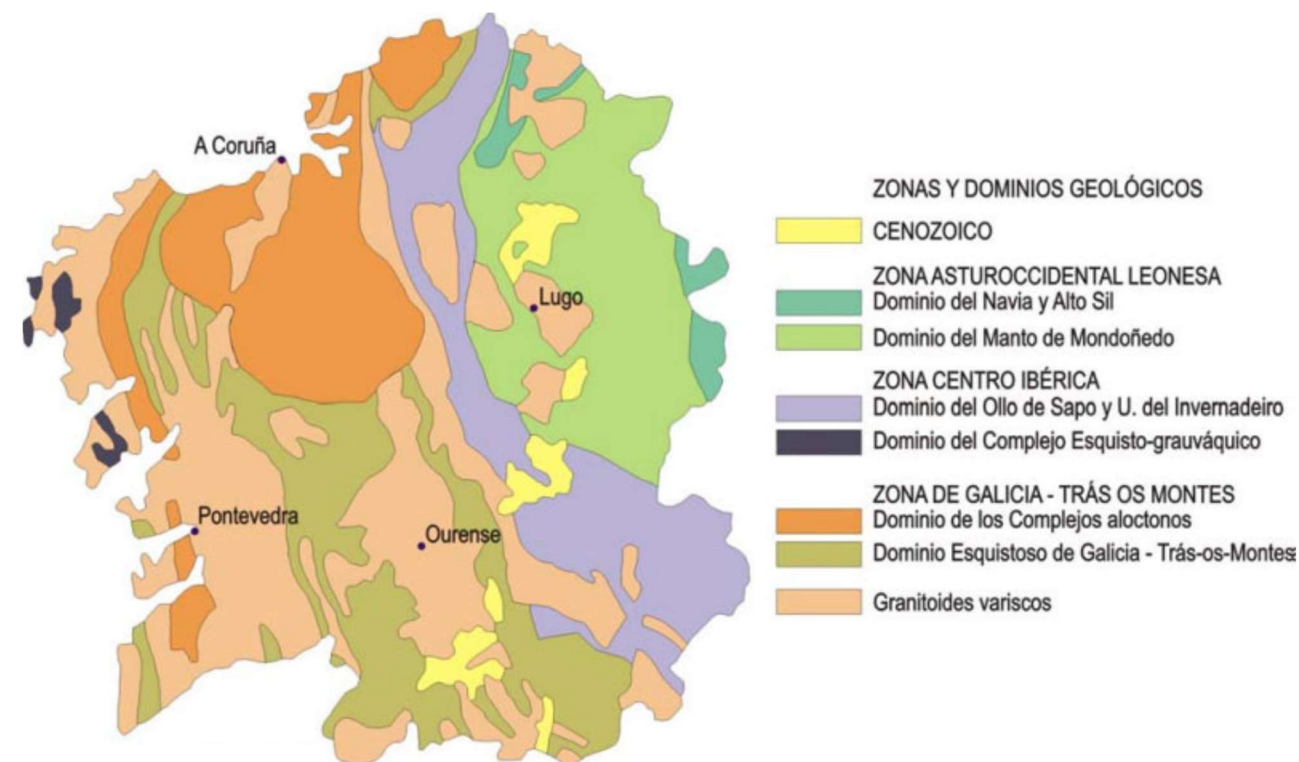 A Coruña
Lugo
Pontevedra
Ourense
ZONAS Y DOMINIOS GEOLÓGICOS
CENOZOICO
ZONA ASTUROCCIDENTAL LEONESA
Dominio del Navia y Alto Sil
Dominio del Manto de Mondoñedo
ZONA CENTRO IBÉRICA
Dominio del Ollo de Sapo y U. del Invernadeiro
Dominio del Complejo Esquisto-grauváquico
ZONA DE GALICIA - TRÁS OS MONTES
Dominio de los Complejos aloctonos
Dominio Esquistoso de Galicia - Trás-os-Montes
Granitoides variscos